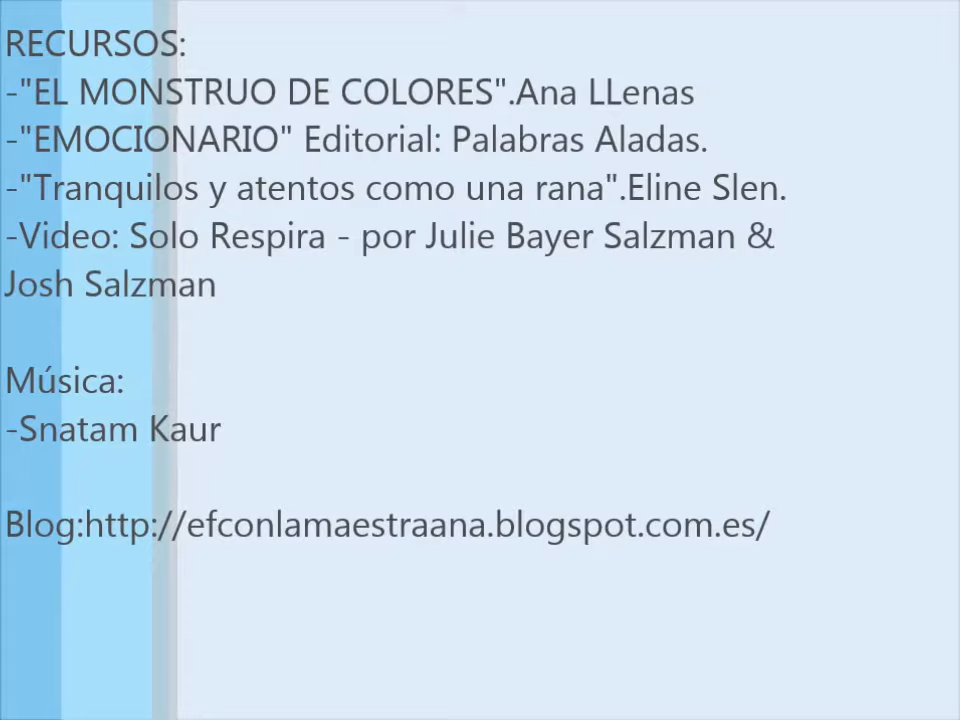 RECURSOS:
-"EL MONSTRUO DE COLORES".Ana LLenas
-"EMOCIONARIO" Editorial: Palabras Aladas.
-"Tranquilos y atentos como una rana".Eline Slen.
-Video: Solo Respira - por Julie Bayer Salzman &
Josh Salzman
Música:
-Snatam Kaur
Blog:http://efconlamaestraana.blogspot.com.es/